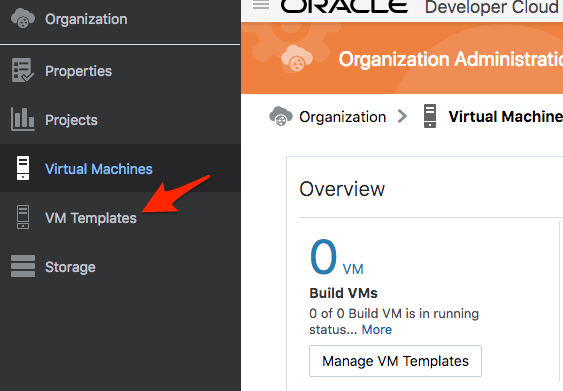 Organization
Properties
Projects
Virtual Machines
VM Templates
Storage
ORACLE Developer Cloud
Organization Administratio
Organization > Virtual Machine
Overview
0 VM
Build VMs
0 of 0 Build VM is in running
status... More
Manage VM Templates